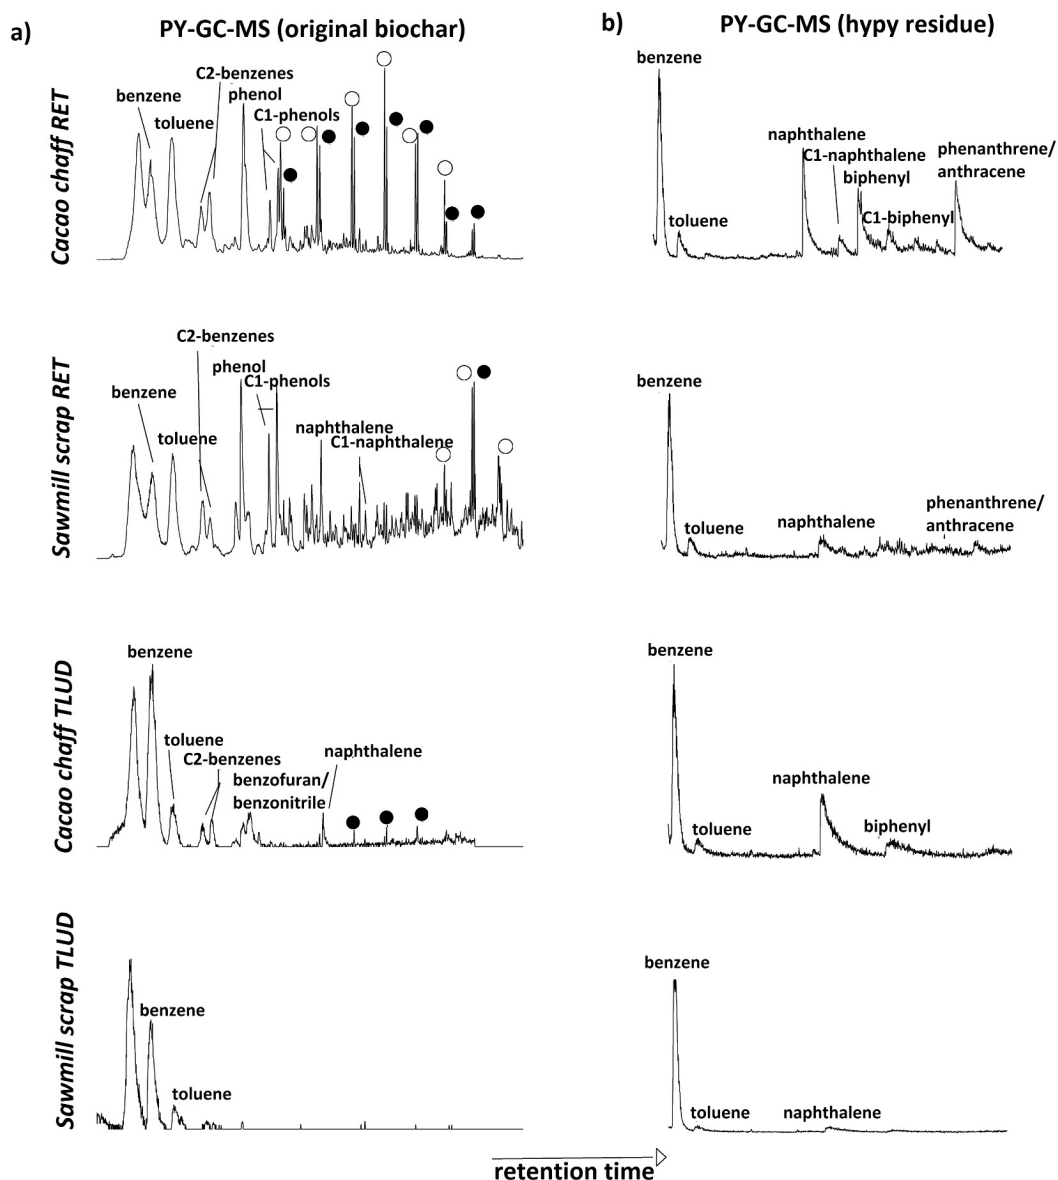 a)
PY-GC-MS (original biochar)
b)
PY-GC-MS (hypy residue)
Cacao chaff RET
C2-benzenes
benzene
phenol
toluene
C1-phenols
benzene
naphthalene
C1-naphthalene
phenanthrene/
anthracene
biphenyl
toluene
C1-biphenyl
Sawmill scrap RET
C2-benzenes
phenol
C1-phenols
benzene
naphthalene
toluene
C1-naphthalene
benzene
toluene
naphthalene
phenanthrene/
anthracene
Cacao chaff TLUD
benzene
toluene
C2-benzenes
naphthalene
benzofuran/
benzonitrile
benzene
naphthalene
toluene
biphenyl
Sawmill scrap TLUD
benzene
toluene
benzene
toluene
naphthalene
retention time